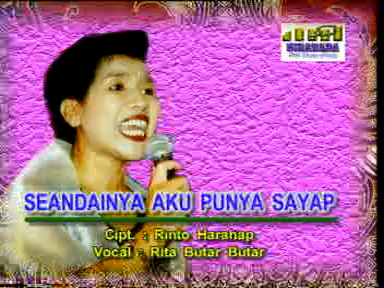 SEANDAINYA AKU PUNYA SAYAP
Cipt. : Rinto Harahap
Vocal : Rita Butar Butar